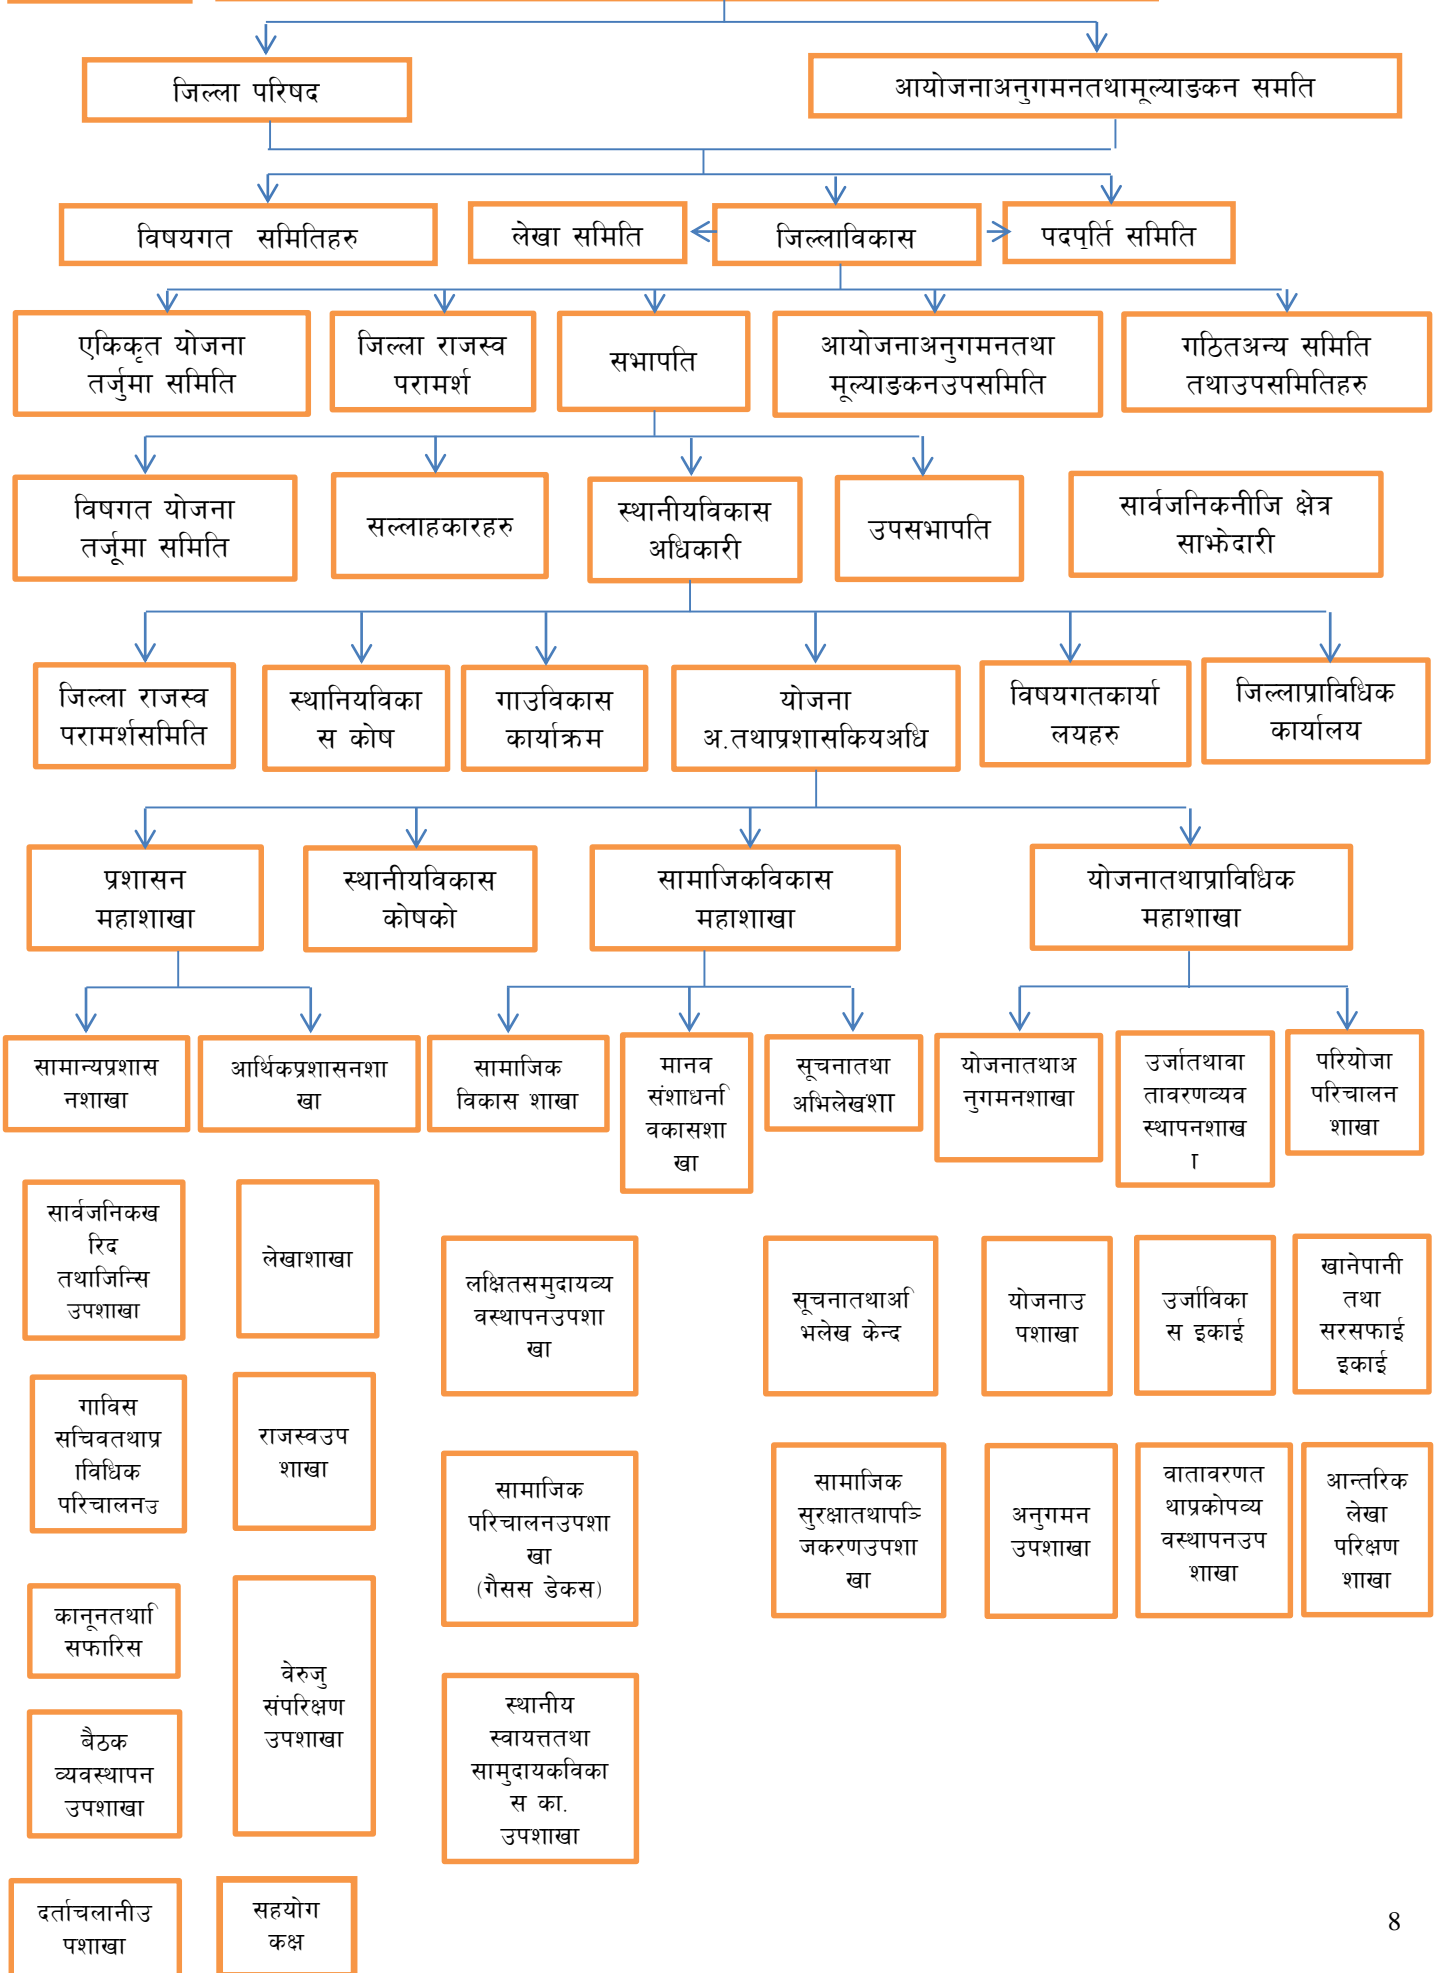 जिल्ला परिषद
आयोजनाअनुगमनतथामूल्याङकन समति
विषयगत समितिहरु
लेखा समिति
जिल्लाविकास
पदपूर्ति समिति
एकिकृत योजना
तर्जुमा समिति
जिल्ला राजस्व
परामर्श
सभापति
आयोजनाअनुगमनतथा
मूल्याङकनउपसमिति
गठितअन्य समिति
तथाउपसमितिहरु
विषगत योजना
तर्जूमा समिति
सल्लाहकारहरु
स्थानीयविकास
अधिकारी
उपसभापति
सार्वजनिकनीजि क्षेत्र
साझेदारी
जिल्ला राजस्व
परामर्शसमिति
स्थानियविका
स कोष
गाउविकास
कार्याक्रम
योजना
अ.तथाप्रशासकियअधि
विषयगतकार्या
लयहरु
जिल्लाप्राविधिक
कार्यालय
प्रशासन
महाशाखा
स्थानीयविकास
कोषको
सामाजिकविकास
महाशाखा
योजनातथाप्राविधिक
महाशाखा
सामान्यप्रशास
नशाखा
आर्थिकप्रशासनशा
खा
सामाजिक
विकास शाखा
मानव
संशाधनवि
कासशा
खा
सूचनातथा
अभिलेखशा
योजनातथाअ
नुगमनशाखा
उर्जातथावा
तावरणव्यव
स्थापनशाख
ा
परियोजा
परिचालन
शाखा
सार्वजनिकख
रिद
तथाजिन्सि
उपशाखा
लेखाशाखा
लक्षितसमुदायव्य
वस्थापनउपशा
खा
सूचनातथाअि
भलेख केन्द
योजनाउ
पशाखा
उर्जाविका
स इकाई
खानेपानी
तथा
सरसफाई
इकाई
गाविस
सचिवतथाप्र
ाविधिक
परिचालनउ
राजस्वउप
शाखा
सामाजिक
परिचालनउपशा
खा
(गैसस डेकस)
सामाजिक
सुरक्षातथापञ्जि
जकरणउपशा
खा
अनुगमन
उपशाखा
वातावरणत
थाप्रकोपव्य
वस्थापनउप
शाखा
आन्तरिक
लेखा
परिक्षण
शाखा
कानूनतथाि
सफारिस
वेरुजु
संपरिक्षण
उपशाखा
बैठक
व्यवस्थापन
उपशाखा
स्थानीय
स्वायत्ततथा
सामुदायकविका
स का.
उपशाखा
दर्ताचलानीउ
पशाखा
सहयोग
कक्ष
8